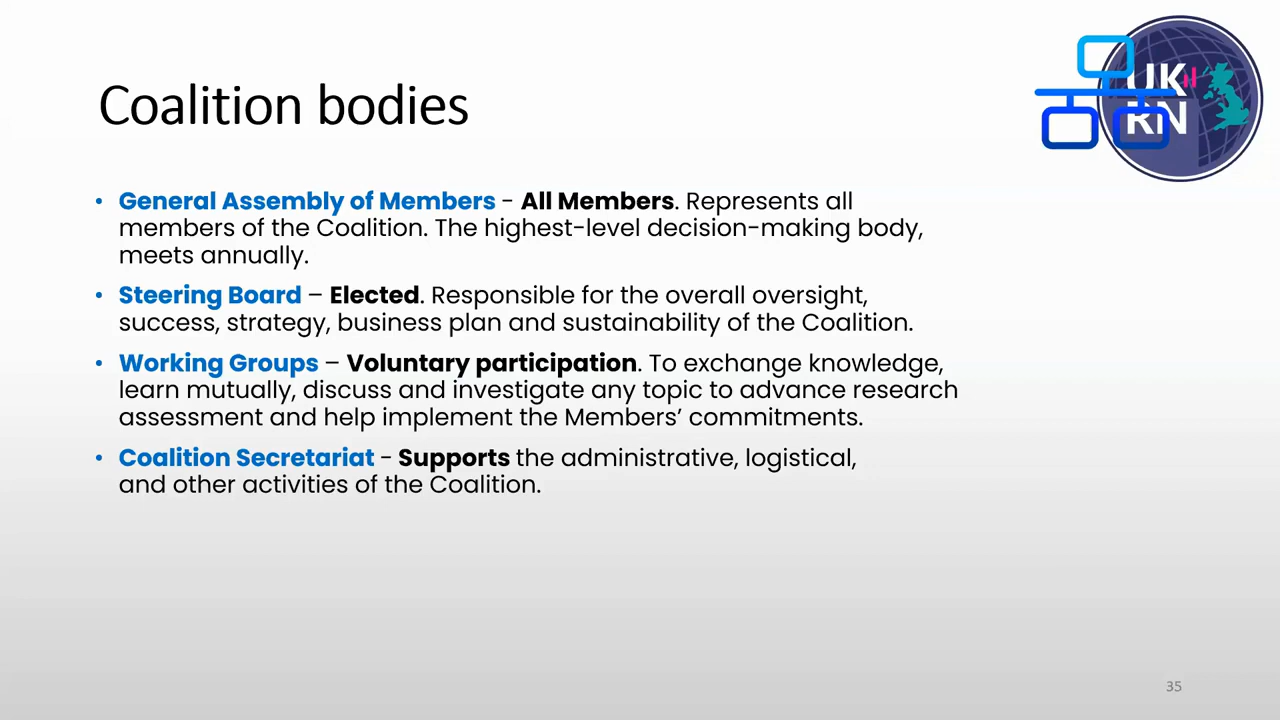 Coalition bodies
UK
RN
• General Assembly of Members - All Members. Represents all
members of the Coalition. The highest-level decision-making body,
meets annually.
• Steering Board – Elected. Responsible for the overall oversight,
success, strategy, business plan and sustainability of the Coalition.
• Working Groups – Voluntary participation. To exchange knowledge,
learn mutually, discuss and investigate any topic to advance research
assessment and help implement the Members’ commitments.
• Coalition Secretariat - Supports the administrative, logistical,
and other activities of the Coalition.
35